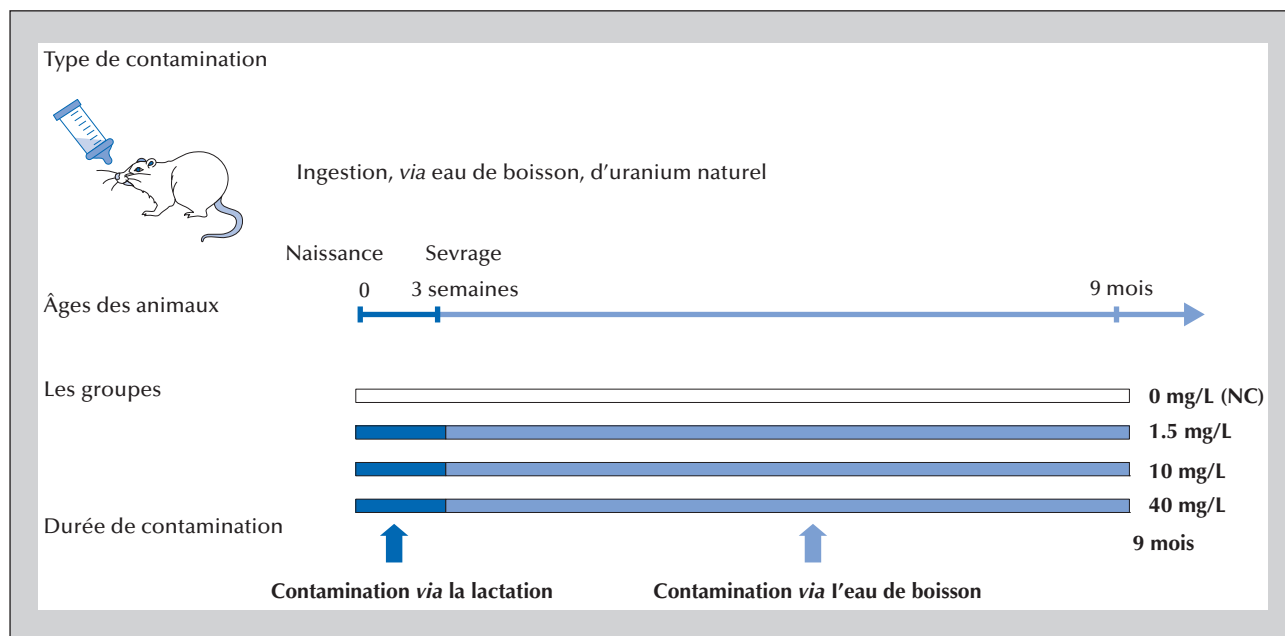 Type de contamination
Ingestion, via eau de boisson, d'uranium naturel
Naissance Sevrage
0 3 semaines 9 mois
Âges des animaux
Les groupes
0 mg/L (NC)
1.5 mg/L
10 mg/L
40 mg/L
Durée de contamination
9 mois
Contamination via la lactation Contamination via l'eau de boisson